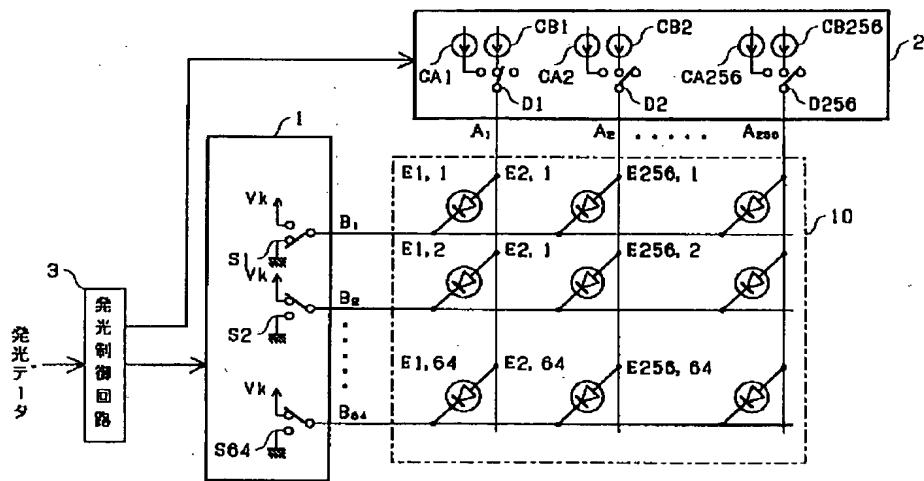 CB1
CB2
CB256
2
CA1
CA2
CA256
D1
D2
D256
1
A₁
A₂
. . . . .
A₂₅₆
E1, 1
E2, 1
E256, 1
10
Vk
B₁
S1
3
Vk
E1, 2
E2, 1
E256, 2
B₂
S2
発光データ
発光制御回路
Vk
E1, 64
E2, 64
E256, 64
B₆₄
S64